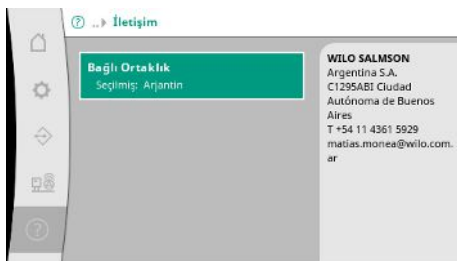 ..▸ İletişim
Bağlı Ortaklık
Seçilmiş: Arjantin
WILO SALMSON
Argentina S.A.
C1295ABI Ciudad
Autónoma de Buenos
Aires
T +54 11 4361 5929
matias.monea@wilo.com.
ar